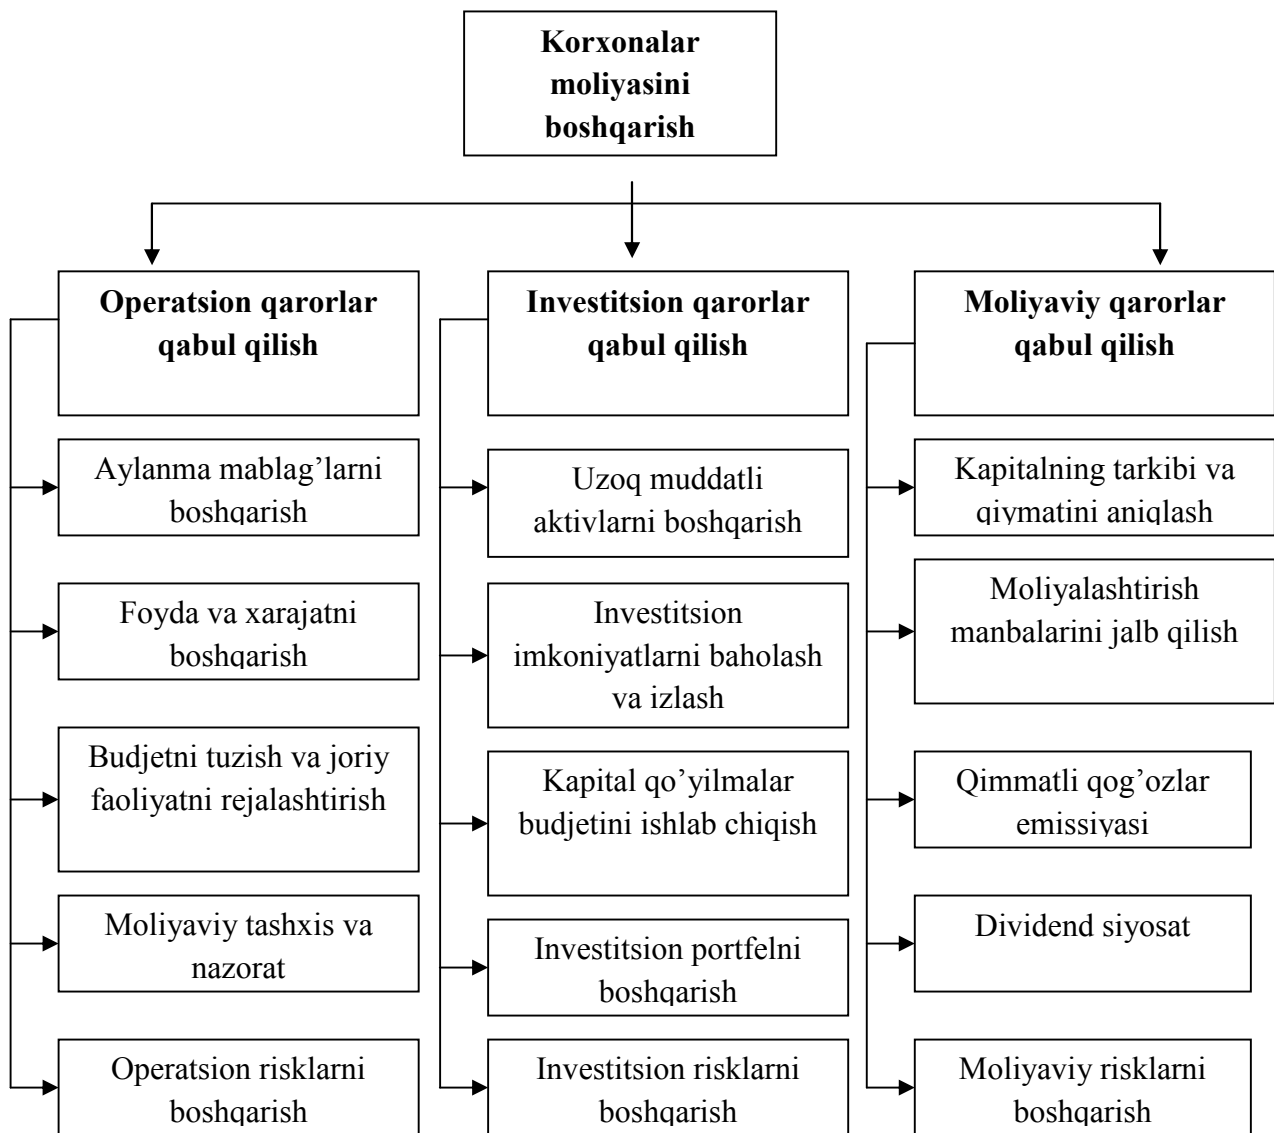 Korxonalar
moliyasini
boshqarish
Operatsion qarorlar
qabul qilish
Investitsion qarorlar
qabul qilish
Moliyaviy qarorlar
qabul qilish
Aylanma mablag’larni
boshqarish
Foyda va xarajatni
boshqarish
Budjetni tuzish va joriy
faoliyatni rejalashtirish
Moliyaviy tashxis va
nazorat
Operatsion risklarni
boshqarish
Uzoq muddatli
aktivlarni boshqarish
Investitsion
imkoniyatlarni baholash
va izlash
Kapital qo’yilmalar
budjetini ishlab chiqish
Investitsion portfelni
boshqarish
Investitsion risklarni
boshqarish
Kapitalning tarkibi va
qiymatini aniqlash
Moliyalashtirish
manbalarini jalb qilish
Qimmatli qog’ozlar
emissiyasi
Dividend siyosat
Moliyaviy risklarni
boshqarish